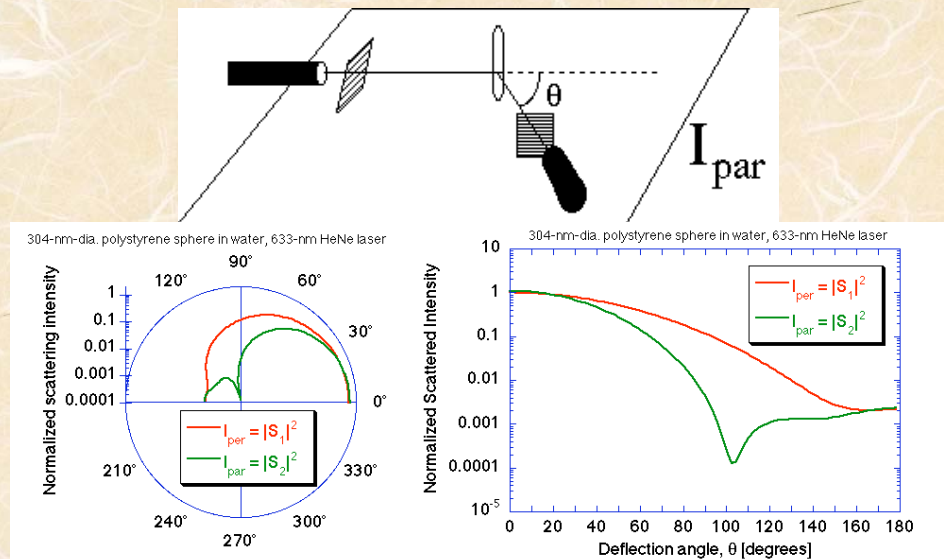 θ
I par
304-nm-dia. polystyrene sphere in water, 633-nm HeNe laser
Normalized scattering intensity
1
0.1
0.01
0.001
0.0001
90°
120°
60°
30°
0°
330°
300°
270°
240°
210°
I per = |S1|²
I par = |S2|²
304-nm-dia. polystyrene sphere in water, 633-nm HeNe laser
Normalized Scattered Intensity
10
1
0.1
0.01
0.001
0.0001
10⁻⁵
I per = |S1|²
I par = |S2|²
0 20 40 60 80 100 120 140 160 180
Deflection angle, θ [degrees]